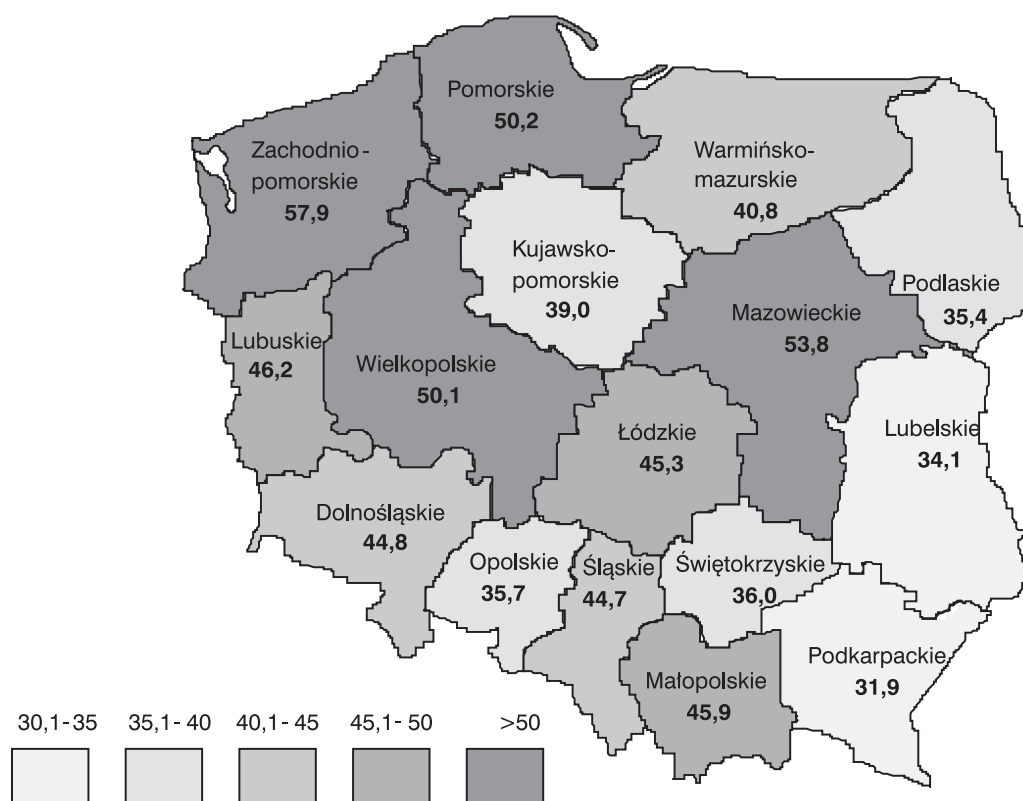 Pomorskie
50,2
Zachodnio-
pomorskie
57,9
Warmińsko-
mazurskie
40,8
Kujawsko-
pomorskie
39,0
Podlaskie
35,4
Mazowieckie
53,8
Lubuskie
46,2
Wielkopolskie
50,1
Łódzkie
45,3
Lubelskie
34,1
Dolnośląskie
44,8
Opolskie
35,7
Śląskie
44,7
Świętokrzyskie
36,0
Małopolskie
45,9
Podkarpackie
31,9
30,1-35 35,1-40 40,1-45 45,1-50 >50